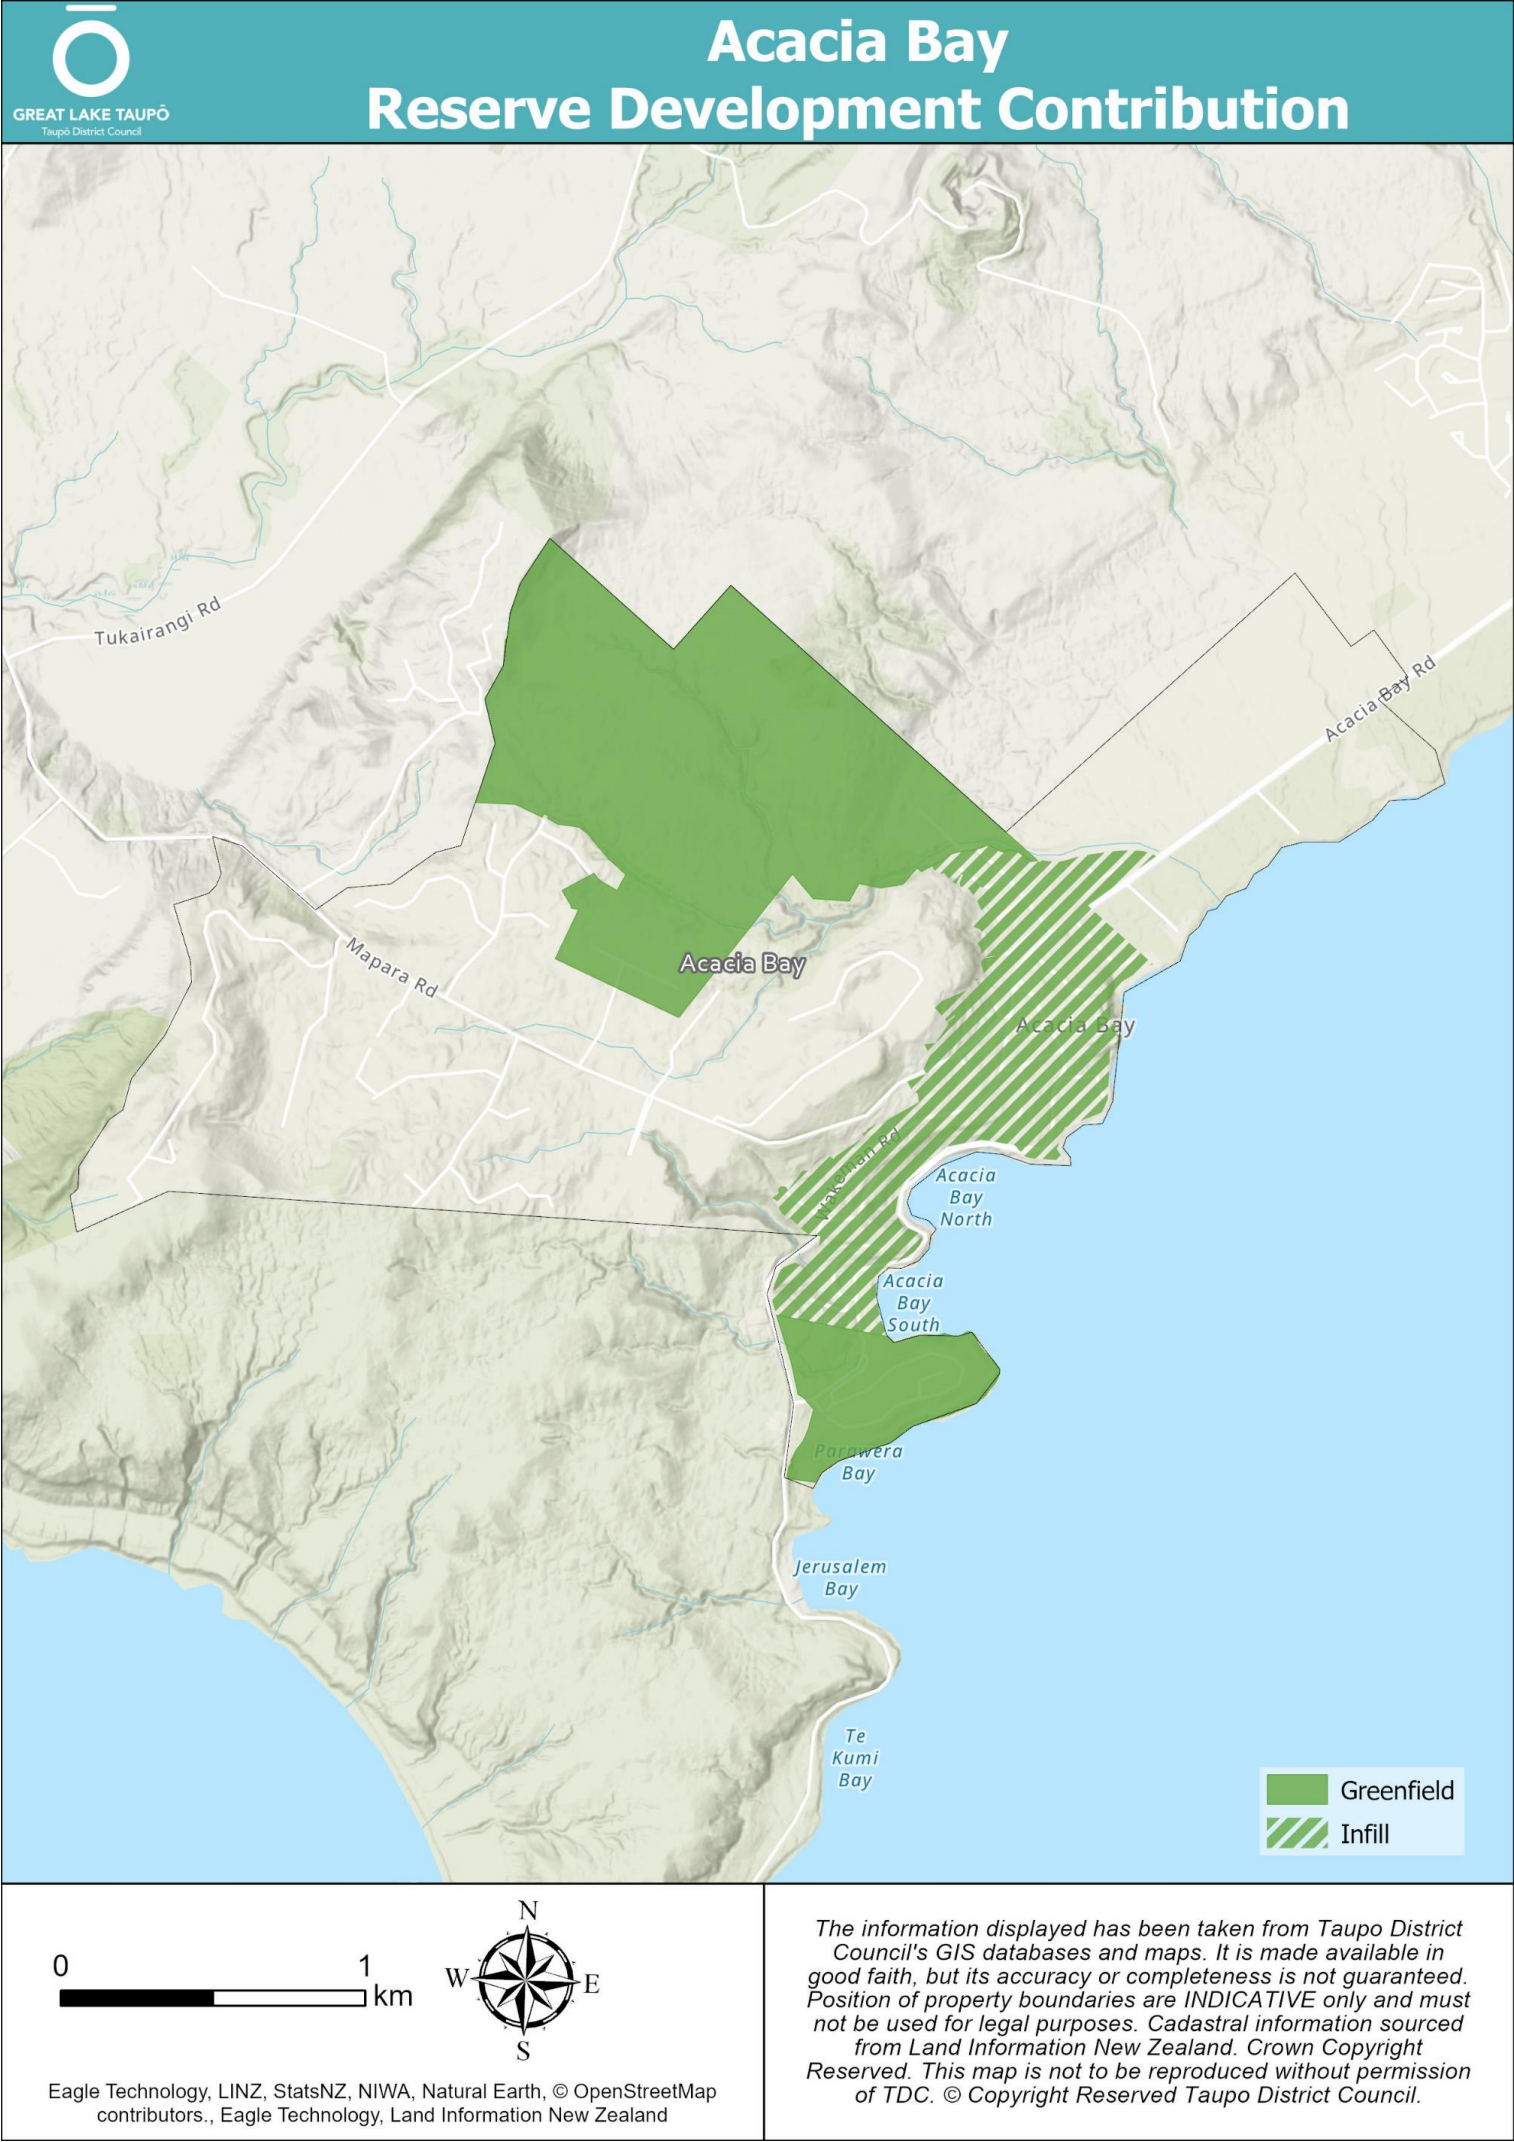 GREAT LAKE TAUPŌ
Taupō District Council
Acacia Bay
Reserve Development Contribution
Tukairangi Rd
Acacia Bay Rd
Mapara Rd
Acacia Bay
Acacia Bay
Wakeman Rd
Acacia
Bay
North
Acacia
Bay
South
Parawera
Bay
Jerusalem
Bay
Te
Kumi
Bay
Greenfield
Infill
0 1
km
N
W E
S
Eagle Technology, LINZ, StatsNZ, NIWA, Natural Earth, © OpenStreetMap
contributors., Eagle Technology, Land Information New Zealand
The information displayed has been taken from Taupo District
Council's GIS databases and maps. It is made available in
good faith, but its accuracy or completeness is not guaranteed.
Position of property boundaries are INDICATIVE only and must
not be used for legal purposes. Cadastral information sourced
from Land Information New Zealand. Crown Copyright
Reserved. This map is not to be reproduced without permission
of TDC. © Copyright Reserved Taupo District Council.